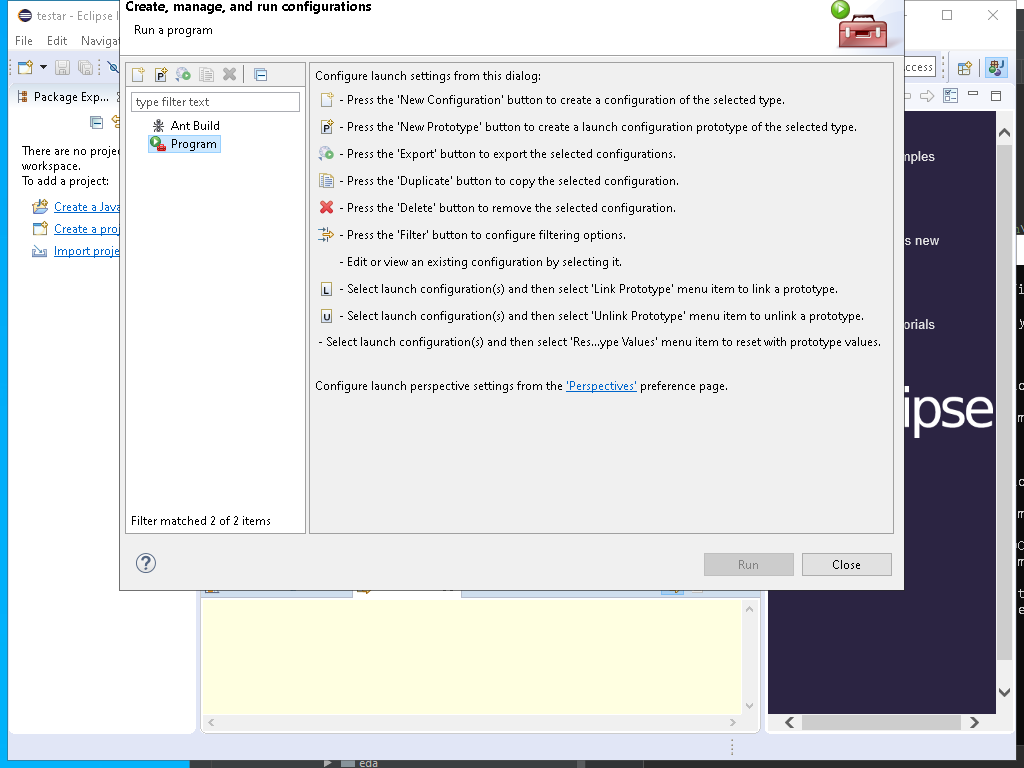 Create, manage, and run configurations
testar - Eclipse
Run a program
File Edit
Configure launch settings from this dialog:
Package Exp...
type filter text
- Press the 'New Configuration' button to create a configuration of the selected type.
Ant Build
- Press the 'New Prototype' button to create a launch configuration prototype of the selected type.
Program
There are no
workspace.
To add a project:
- Press the 'Export' button to export the selected configurations.
- Press the 'Duplicate' button to copy the selected configuration.
Create a Java
- Press the 'Delete' button to remove the selected configuration.
Create a
- Press the 'Filter' button to configure filtering options.
Import
- Edit or view an existing configuration by selecting it.
new
L - Select launch configuration(s) and then select 'Link Prototype' menu item to link a prototype.
U - Select launch configuration(s) and then select 'Unlink Prototype' menu item to unlink a prototype.
- Select launch configuration(s) and then select 'Res...ype Values' menu item to reset with prototype values.
Configure launch perspective settings from the 'Perspectives' preference page.
Filter matched 2 of 2 items
? Run Close
eda